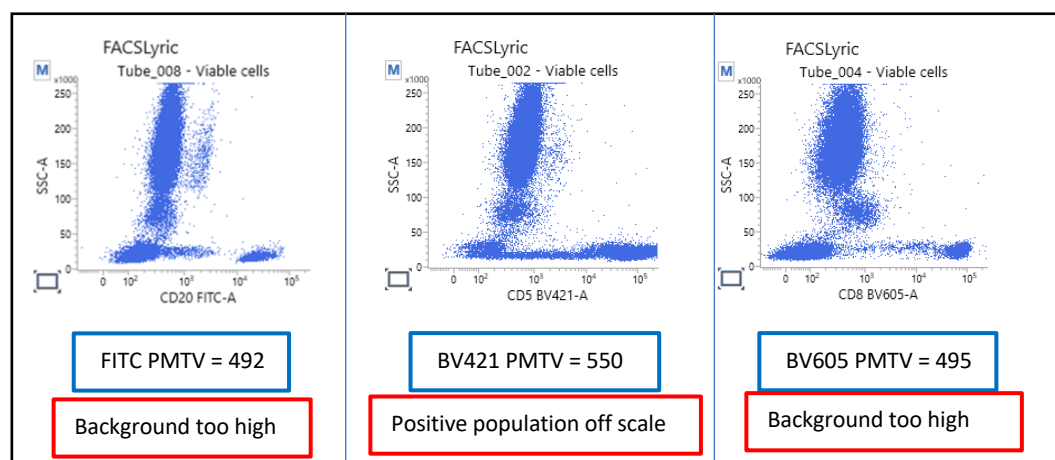 FACSLyric
M
Tube_008 - Viable cells
x1000
250
200
150
100
50
0
SSC-A
0 10² 10³ 10⁴ 10⁵
CD20 FITC-A
FITC PMTV = 492
Background too high
FACSLyric
M
Tube_002 - Viable cells
x1000
250
200
150
100
50
0
SSC-A
0 10² 10³ 10⁴ 10⁵
CD5 BV421-A
BV421 PMTV = 550
Positive population off scale
FACSLyric
M
Tube_004 - Viable cells
x1000
250
200
150
100
50
0
SSC-A
0 10² 10³ 10⁴ 10⁵
CD8 BV605-A
BV605 PMTV = 495
Background too high